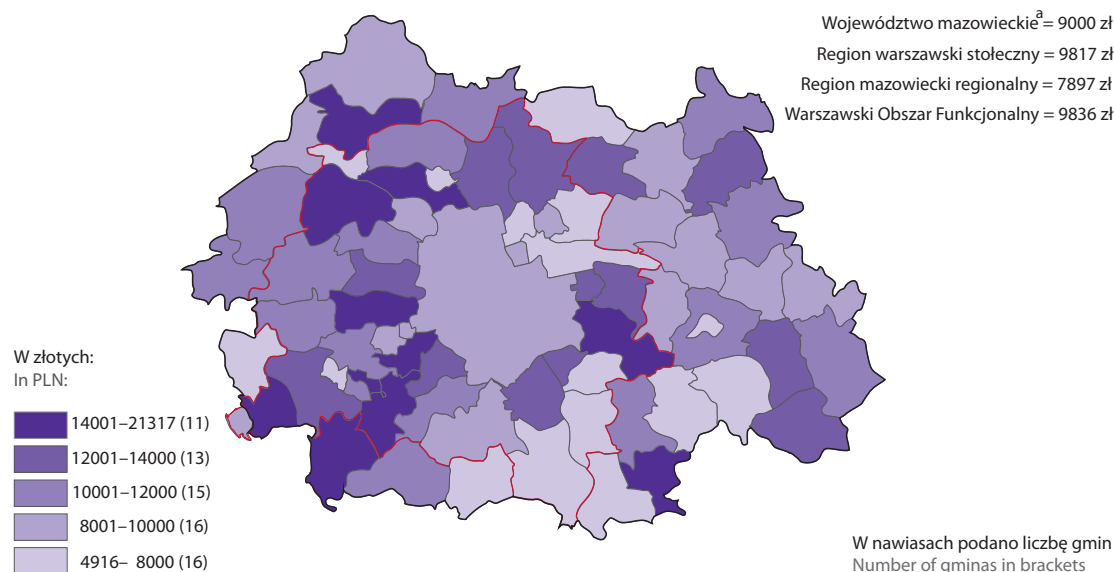 Województwo mazowieckieᵃ = 9000 zł
Region warszawski stołeczny = 9817 zł
Region mazowiecki regionalny = 7897 zł
Warszawski Obszar Funkcjonalny = 9836 zł
W złotych:
In PLN:
14001–21317 (11)
12001–14000 (13)
10001–12000 (15)
8001–10000 (16)
4916– 8000 (16)
W nawiasach podano liczbę gmin
Number of gminas in brackets